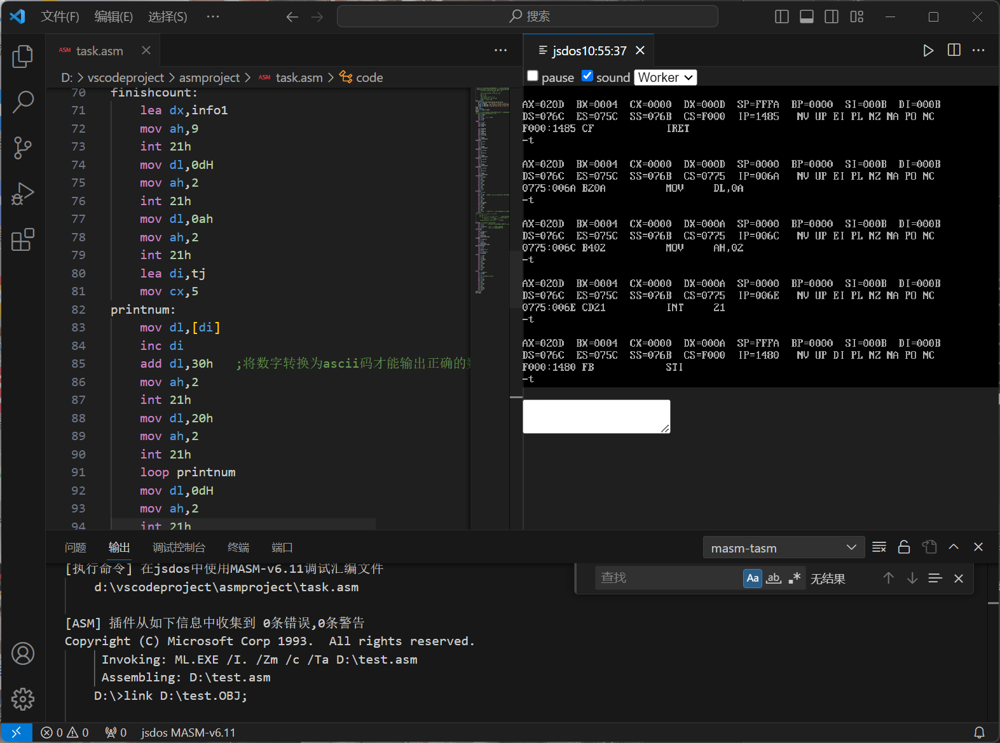 文件(F) 编辑(E) 选择(S) ··· 搜索
ASM task.asm
D: > vscodeproject > asmproject > ASM task.asm > code
70 finishcount:
71 lea dx,info1
72 mov ah,9
73 int 21h
74 mov dl,0dH
75 mov ah,2
76 int 21h
77 mov dl,0ah
78 mov ah,2
79 int 21h
80 lea di,tj
81 mov cx,5
82 printnum:
83 mov dl,[di]
84 inc di
85 add dl,30h ;将数字转换为ascii码才能输出正确的
86 mov ah,2
87 int 21h
88 mov dl,20h
89 mov ah,2
90 int 21h
91 loop printnum
92 mov dl,0dH
93 mov ah,2
94 int 21h
jsdos10:55:37
pause sound Worker
AX=020D BX=0004 CX=0000 DX=000D SP=FFFA BP=0000 SI=000B DI=000B
DS=076C ES=075C SS=076B CS=F000 IP=1485 NV UP EI PL NZ NA PO NC
F000:1485 CF IRET
-t
AX=020D BX=0004 CX=0000 DX=000D SP=0000 BP=0000 SI=000B DI=000B
DS=076C ES=075C SS=076B CS=0775 IP=006A NV UP EI PL NZ NA PO NC
0775:006A B20A MOV DL,0A
-t
AX=020D BX=0004 CX=0000 DX=000A SP=0000 BP=0000 SI=000B DI=000B
DS=076C ES=075C SS=076B CS=0775 IP=006C NV UP EI PL NZ NA PO NC
0775:006C B402 MOV AH,02
-t
AX=020D BX=0004 CX=0000 DX=000A SP=0000 BP=0000 SI=000B DI=000B
DS=076C ES=075C SS=076B CS=0775 IP=006E NV UP EI PL NZ NA PO NC
0775:006E CD21 INT 21
-t
AX=020D BX=0004 CX=0000 DX=000A SP=FFFA BP=0000 SI=000B DI=000B
DS=076C ES=075C SS=076B CS=F000 IP=1480 NV UP DI PL NZ NA PO NC
F000:1480 FB STI
-t
问题 输出 调试控制台 终端 端口 masm-tasm
[执行命令] 在jsdos中使用MASM-v6.11调试汇编文件
d:\vscodeproject\asmproject\task.asm
查找 Aa ab .* 无结果
[ASM] 插件从如下信息中收集到 0条错误,0条警告
Copyright (C) Microsoft Corp 1993. All rights reserved.
Invoking: ML.EXE /I. /Zm /c /Ta D:\test.asm
Assembling: D:\test.asm
D:\>link D:\test.OBJ;
0 0 0 jsdos MASM-v6.11